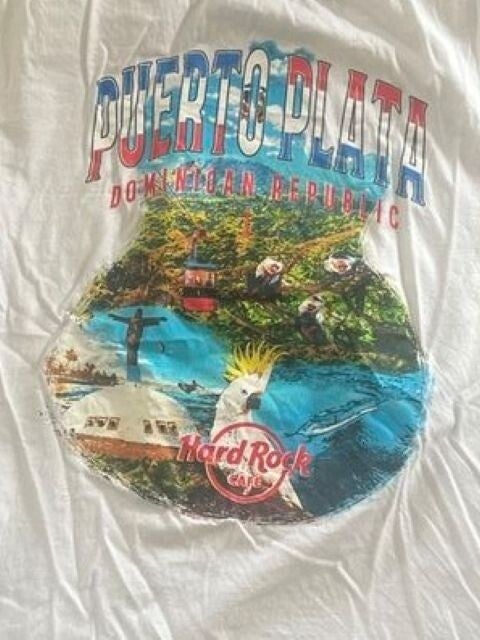 PUERTO PLATA
DOMINICAN REPUBLIC
Hard Rock
CAFE